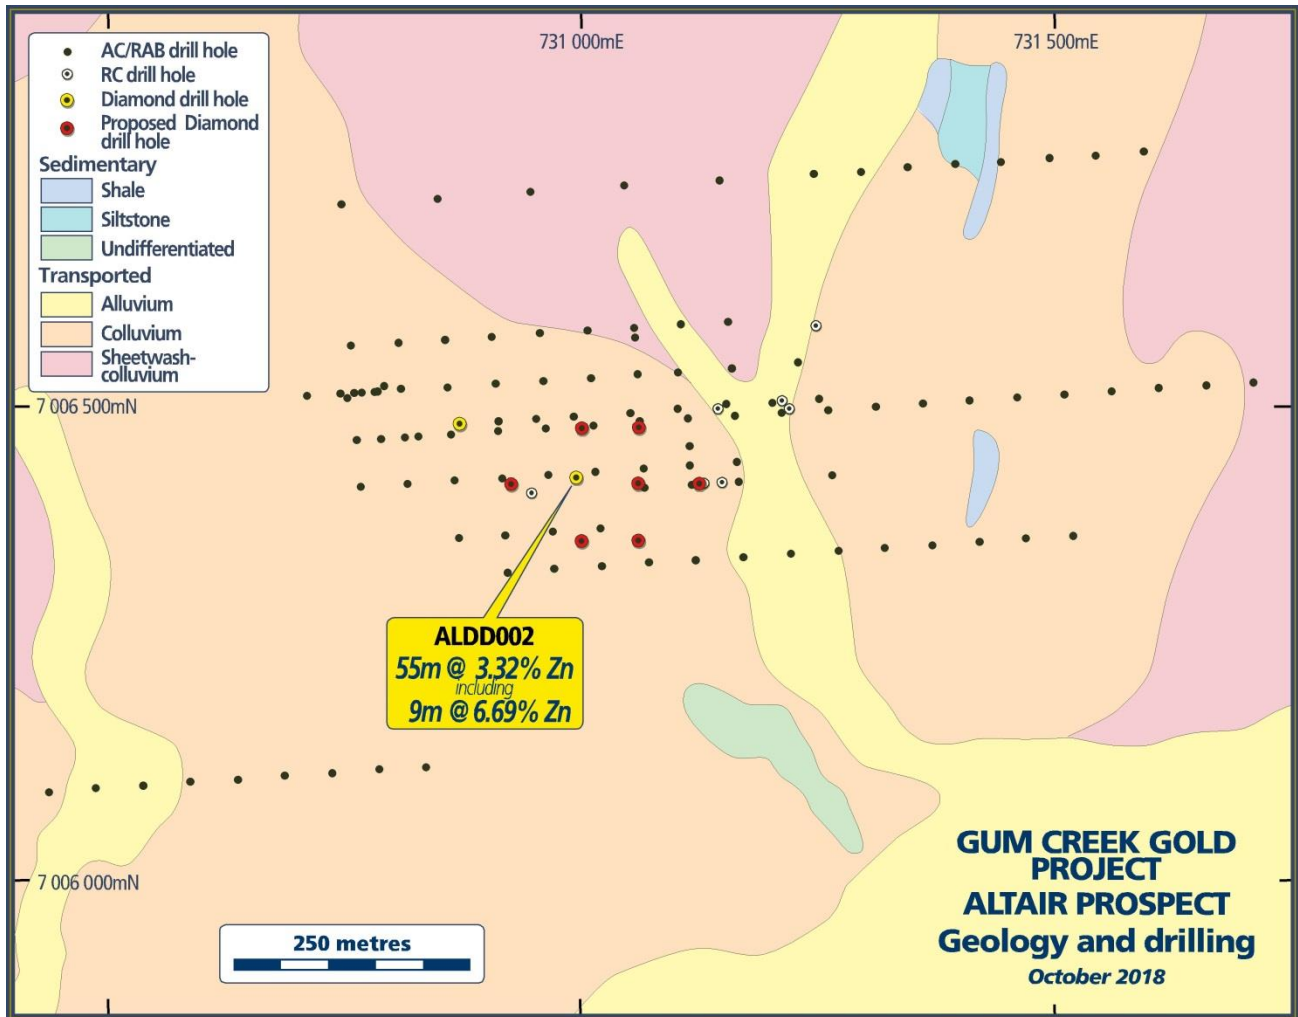 731 000mE
731 500mE
AC/RAB drill hole
RC drill hole
Diamond drill hole
Proposed Diamond
drill hole
Sedimentary
Shale
Siltstone
Undifferentiated
Transported
Alluvium
Colluvium
Sheetwash-
colluvium
7 006 500mN
ALDD002
55m @ 3.32% Zn
including
9m @ 6.69% Zn
7 006 000mN
250 metres
GUM CREEK GOLD
PROJECT
ALTAIR PROSPECT
Geology and drilling
October 2018